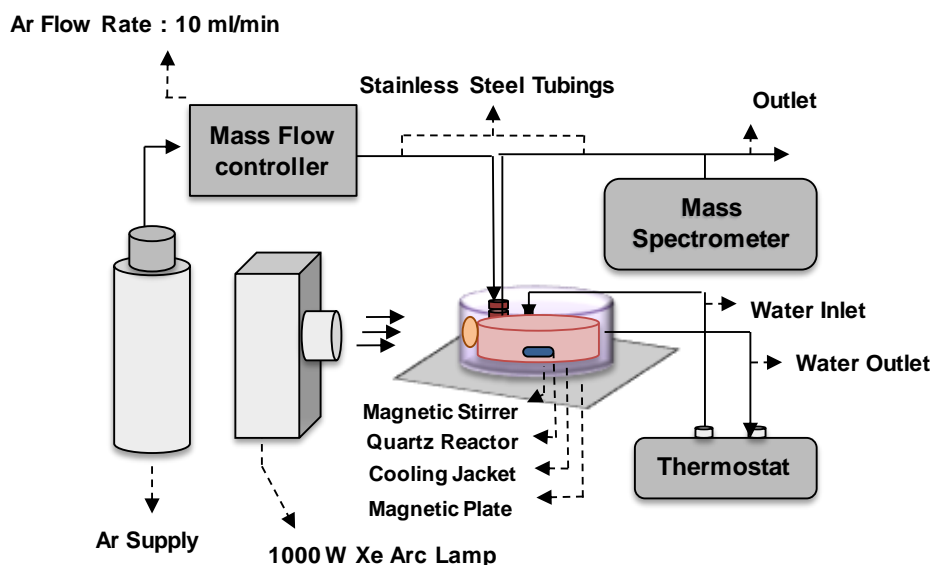 Ar Flow Rate : 10 ml/min
Stainless Steel Tubings
Outlet
Mass Flow
controller
Mass
Spectrometer
Water Inlet
Water Outlet
Magnetic Stirrer
Quartz Reactor
Cooling Jacket
Magnetic Plate
Thermostat
Ar Supply
1000 W Xe Arc Lamp